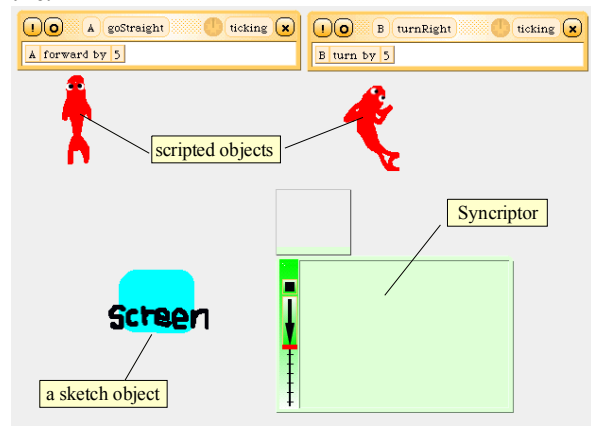 ! O A goStraight ticking x
A forward by 5
! O B turnRight ticking x
B turn by 5
scripted objects
Syncriptor
screen
a sketch object